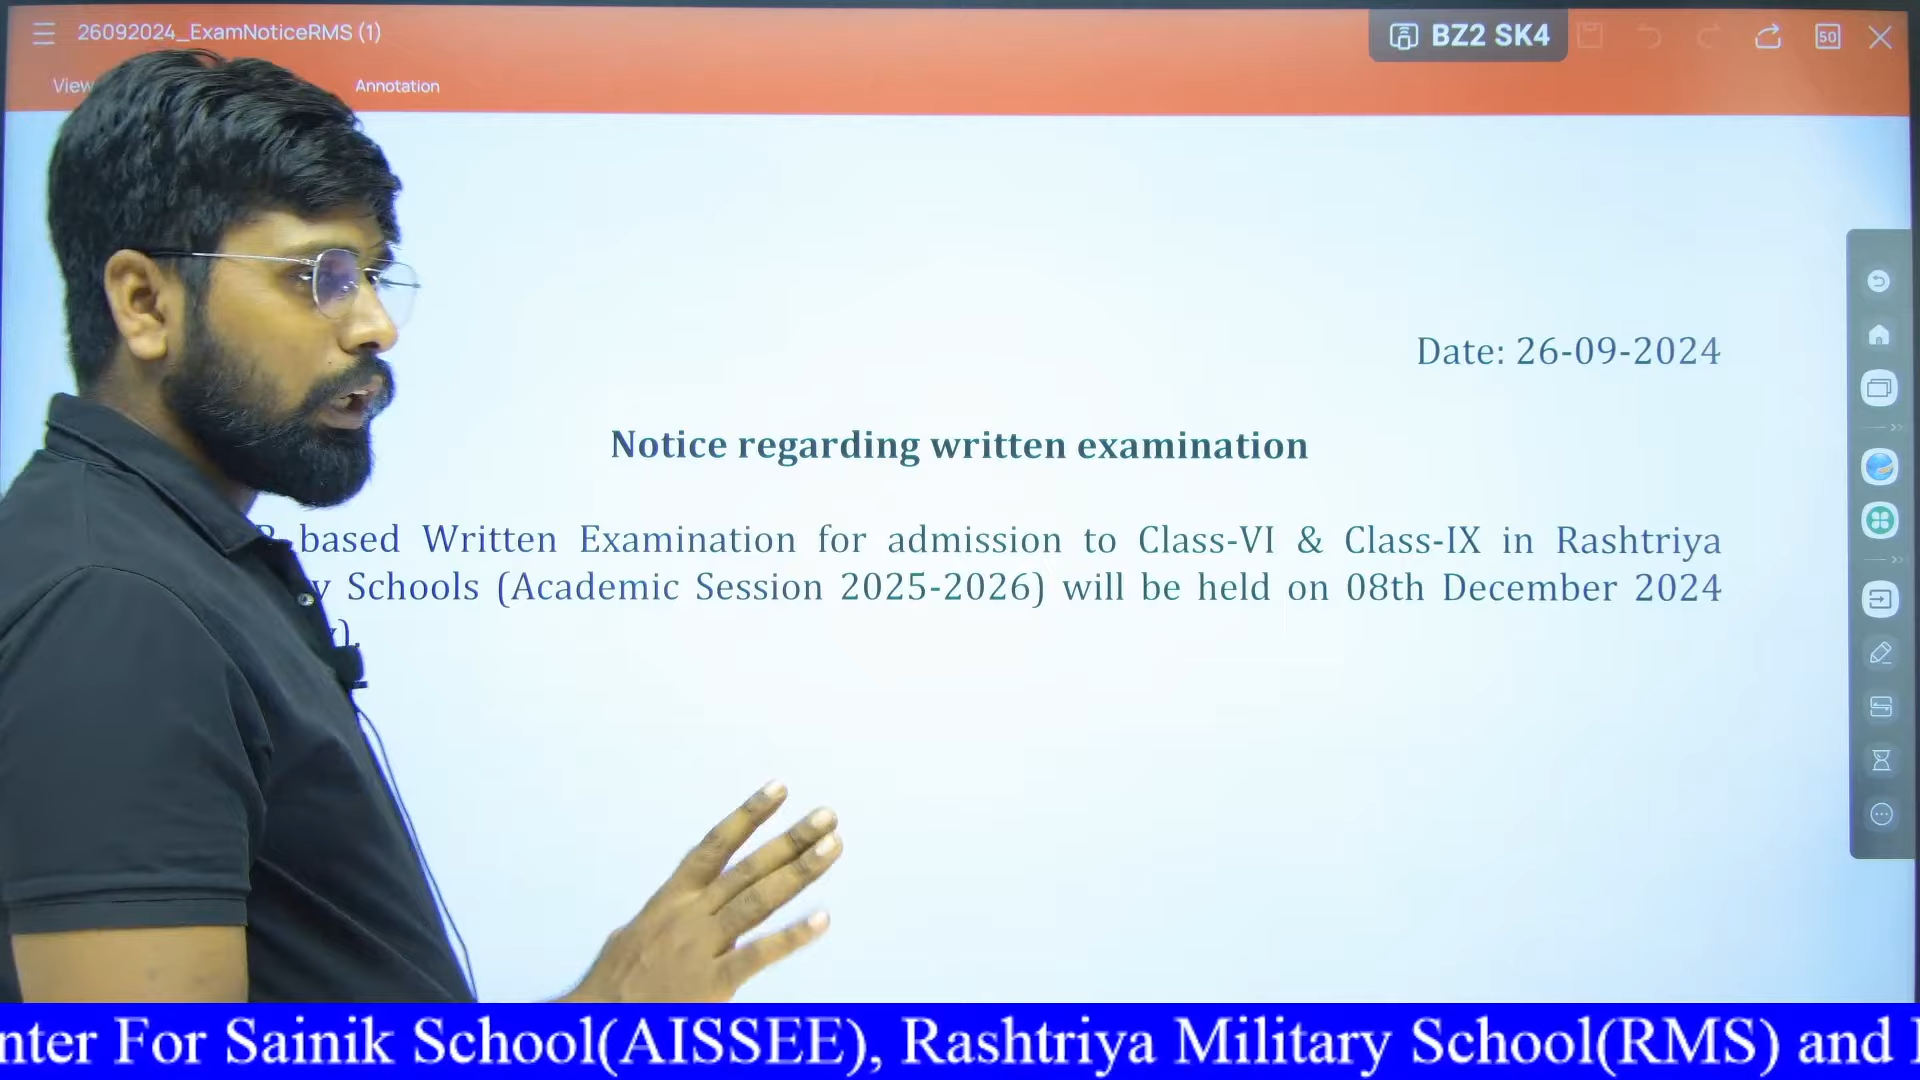 26092024_ExamNoticeRMS (1)
BZ2 SK4
50
View
Annotation
Date: 26-09-2024
Notice regarding written examination
based Written Examination for admission to Class-VI & Class-IX in Rashtriya
y Schools (Academic Session 2025-2026) will be held on 08th December 2024
y).
nter For Sainik School(AISSEE), Rashtriya Military School(RMS) and